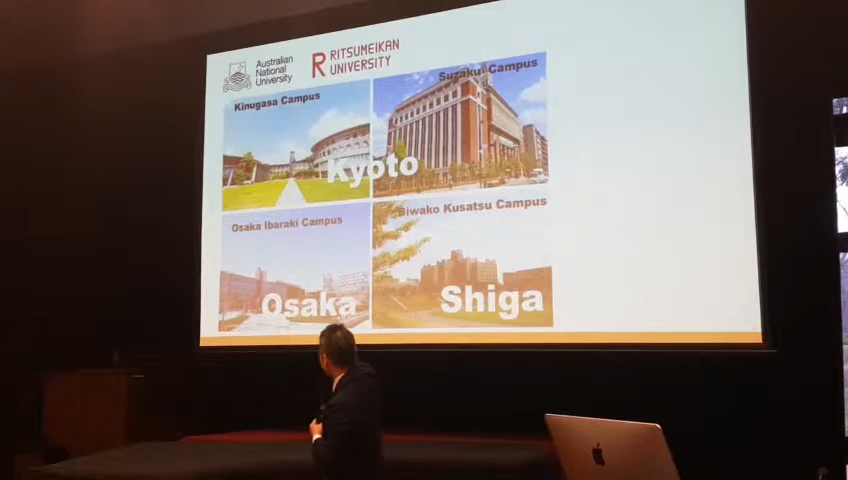 Australian
National
University
R RITSUMEIKAN
UNIVERSITY
Kinugasa Campus
Suzaku Campus
Kyoto
Osaka Ibaraki Campus
Biwako Kusatsu Campus
Osaka
Shiga